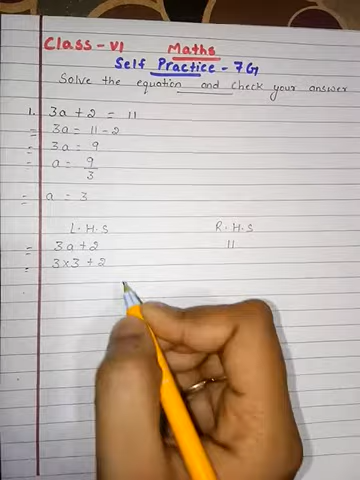 Class - VI Maths
Self Practice - 7G
Solve the equation and check your answer
1. 3a + 2 = 11
= 3a = 11 - 2
= 3a = 9
= a = 9/3
= a = 3
L.H.S R.H.S
= 3a + 2 11
= 3×3 + 2